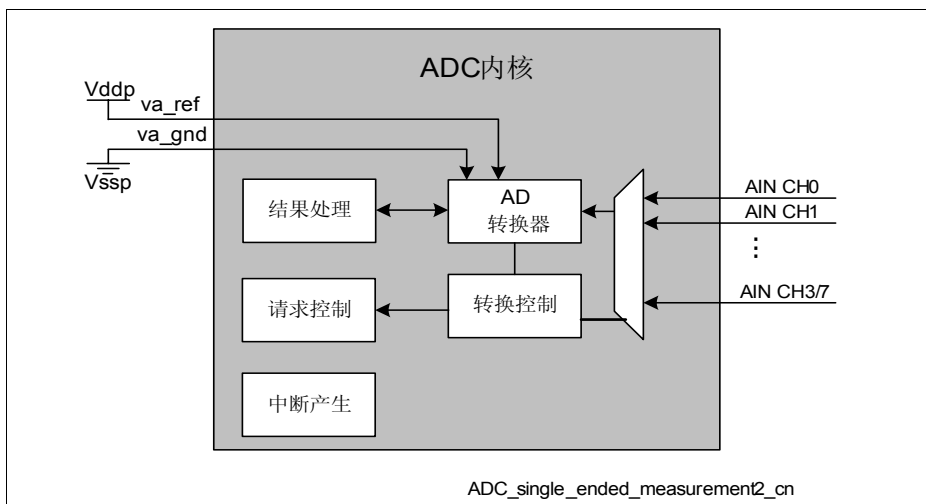 ADC内核
Vddp
va_ref
va_gnd
Vssp
结果处理
AD
转换器
AIN CH0
AIN CH1
⋮
请求控制
转换控制
AIN CH3/7
中断产生
ADC_single_ended_measurement2_cn